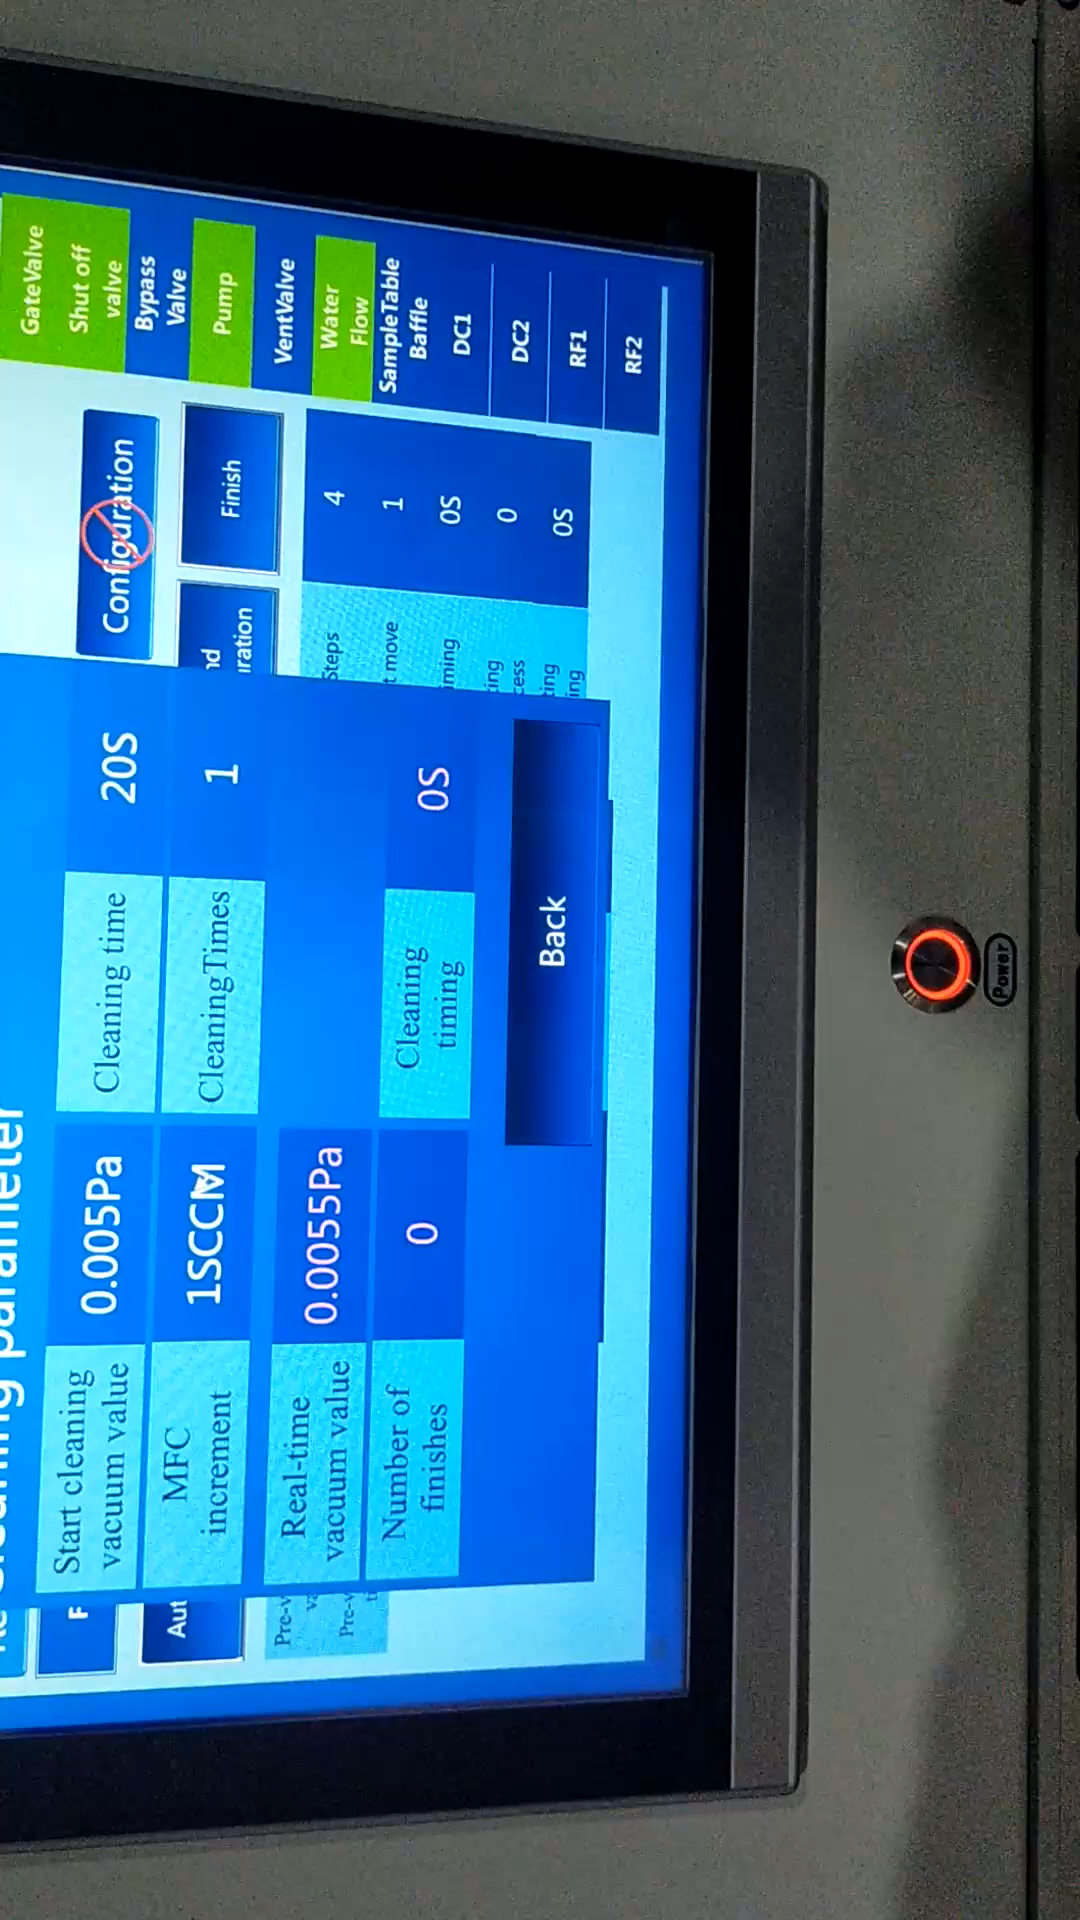 parameter
Start cleaning
vacuum value
0.005Pa
Cleaning time
20S
MFC
increment
1SCCM
CleaningTimes
1
Real-time
vacuum value
0.0055Pa
Number of
finishes
0
Cleaning
timing
0S
Back
Configuration
Finish
Steps
4
move
1
0S
0
0S
GateValve
Shut off
valve
Bypass
Valve
Pump
VentValve
Water
Flow
SampleTable
Baffle
DC1
DC2
RF1
RF2
Power